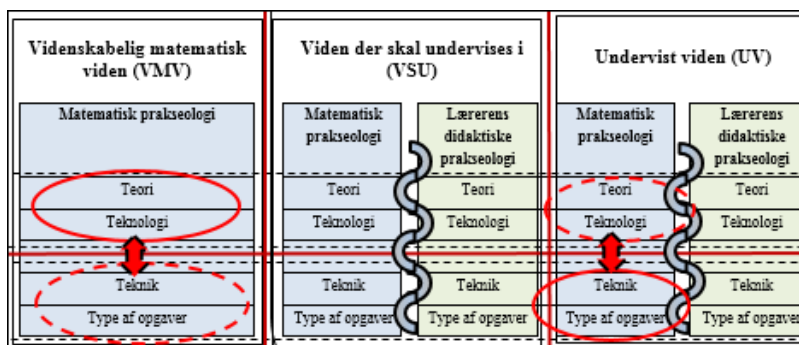 Videnskabelig matematisk
viden (VMV)
Matematisk prakseologi
Teori
Teknologi
Teknik
Type af opgaver
Viden der skal undervises i
(VSU)
Matematisk
prakseologi
Teori
Teknologi
Teknik
Type af opgaver
Lærerens
didaktiske
prakseologi
Teori
Teknologi
Teknik
Type af opgaver
Undervist viden (UV)
Matematisk
prakseologi
Teori
Teknologi
Teknik
Type af opgaver
Lærerens
didaktiske
prakseologi
Teori
Teknologi
Teknik
Type af opgaver